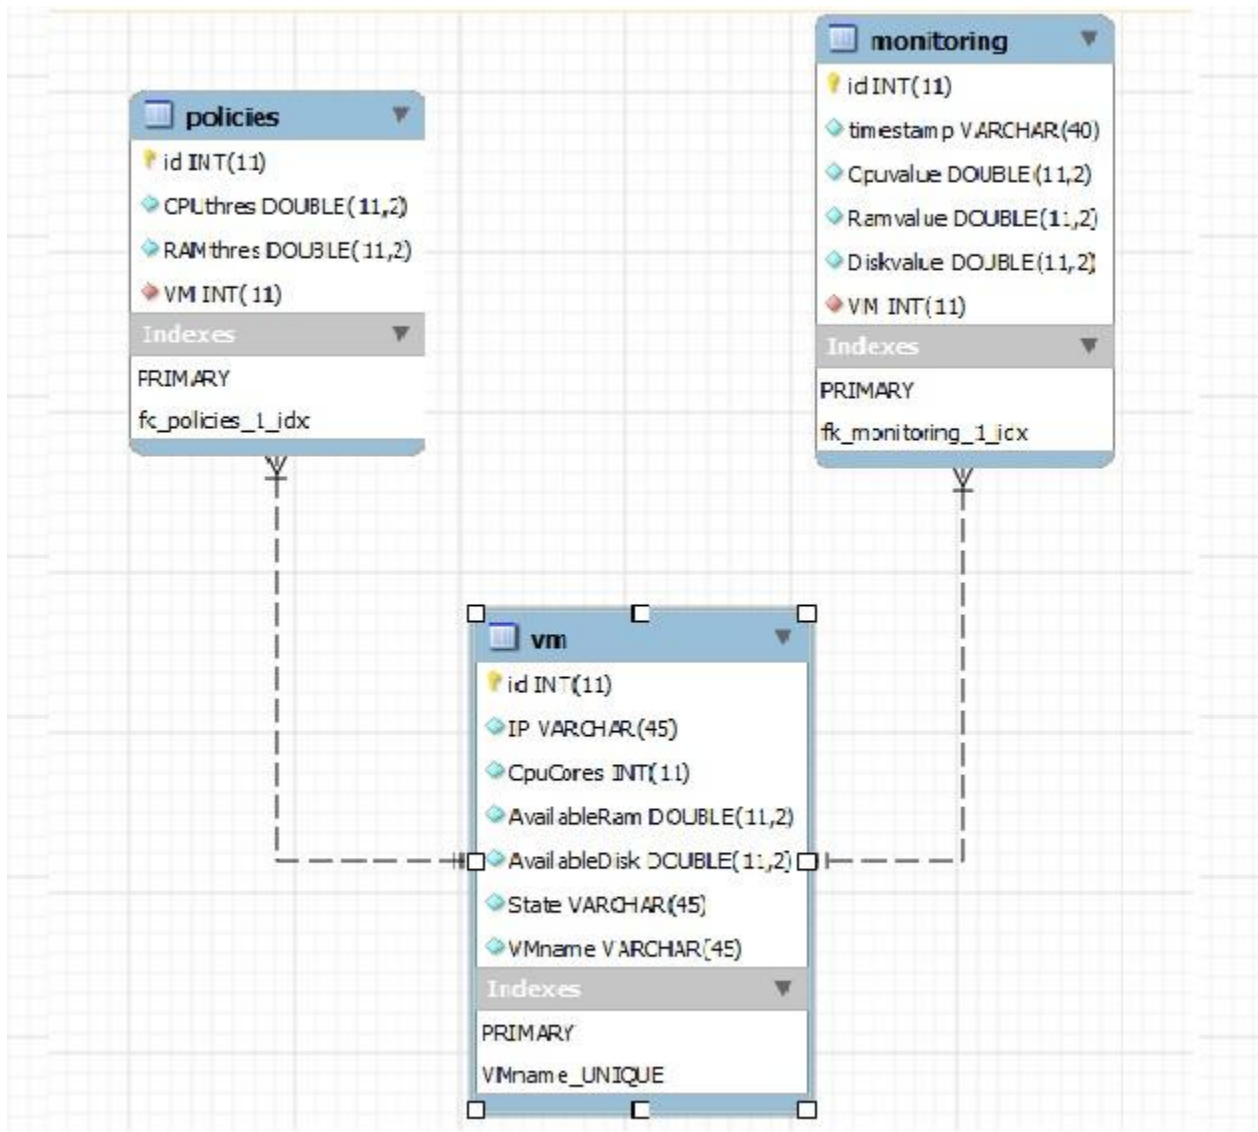 policies
id INT(11)
CPUthres DOUBLE(11,2)
RAMthres DOUBLE(11,2)
VM INT(11)
Indexes
PRIMARY
fk_policies_1_idx
monitoring
id INT(11)
timestamp VARCHAR(40)
Cpuvalue DOUBLE(11,2)
Ramvalue DOUBLE(11,2)
Diskvalue DOUBLE(11,2)
VM INT(11)
Indexes
PRIMARY
fk_monitoring_1_idx
vm
id INT(11)
IP VARCHAR(45)
CpuCores INT(11)
AvailableRam DOUBLE(11,2)
AvailableDisk DOUBLE(11,2)
State VARCHAR(45)
VMname VARCHAR(45)
Indexes
PRIMARY
VMname_UNIQUE